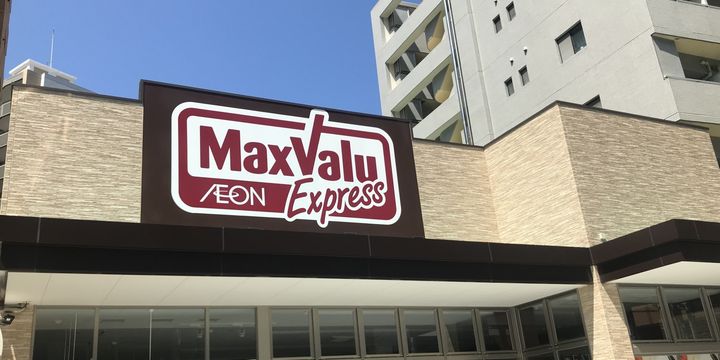 MaxValu
ÆON Express